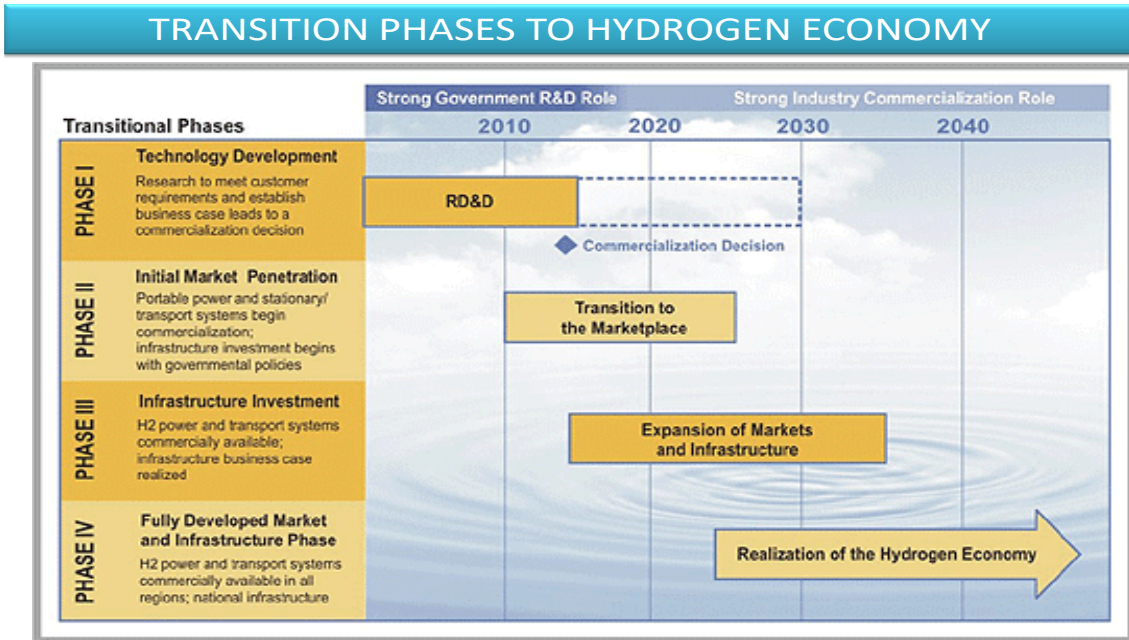 TRANSITION PHASES TO HYDROGEN ECONOMY
Strong Government R&D Role
Strong Industry Commercialization Role
Transitional Phases
2010
2020
2030
2040
PHASE I
Technology Development
Research to meet customer
requirements and establish
business case leads to a
commercialization decision
RD&D
Commercialization Decision
PHASE II
Initial Market Penetration
Portable power and stationary/
transport systems begin
commercialization;
infrastructure investment begins
with governmental policies
Transition to
the Marketplace
PHASE III
Infrastructure Investment
H2 power and transport systems
commercially available;
infrastructure business case
realized
Expansion of Markets
and Infrastructure
PHASE IV
Fully Developed Market
and Infrastructure Phase
H2 power and transport systems
commercially available in all
regions; national infrastructure
Realization of the Hydrogen Economy